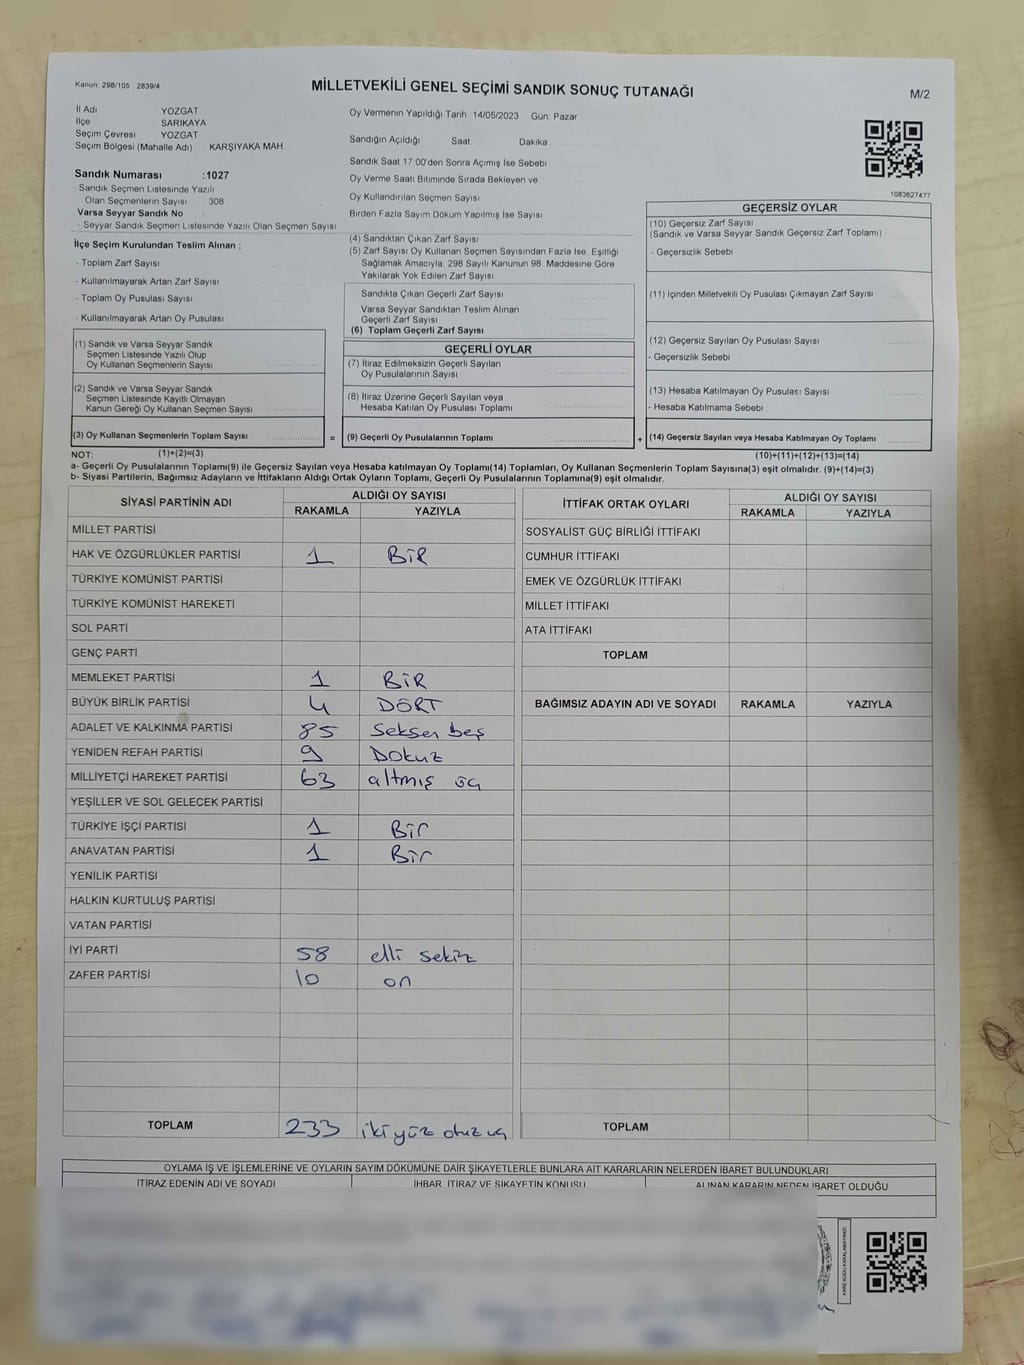 Kanun: 298/105 . 2839/4
MİLLETVEKİLİ GENEL SEÇİMİ SANDIK SONUÇ TUTANAĞI
M/2
İl Adı YOZGAT
İlçe SARIKAYA
Seçim Çevresi YOZGAT
Seçim Bölgesi (Mahalle Adı) KARŞIYAKA MAH
Sandık Numarası :1027
- Sandık Seçmen Listesinde Yazılı
Olan Seçmenlerin Sayısı 308
Varsa Seyyar Sandık No :
- Seyyar Sandık Seçmen Listesinde Yazılı Olan Seçmen Sayısı
İlçe Seçim Kurulundan Teslim Alınan ;
- Toplam Zarf Sayısı
- Kullanılmayarak Artan Zarf Sayısı
- Toplam Oy Pusulası Sayısı
- Kullanılmayarak Artan Oy Pusulası
Oy Vermenin Yapıldığı Tarih 14/05/2023 Gün. Pazar
Sandığın Açıldığı Saat Dakika
Sandık Saat 17.00'den Sonra Açımış İse Sebebi
Oy Verme Saati Bitiminde Sırada Bekleyen ve
Oy Kullandırılan Seçmen Sayısı
Birden Fazla Sayım Döküm Yapılmış İse Sayısı
(4) Sandıktan Çıkan Zarf Sayısı
(5) Zarf Sayısı Oy Kullanan Seçmen Sayısından Fazla İse, Eşitliği
Sağlamak Amacıyla, 298 Sayılı Kanunun 98. Maddesine Göre
Yakılarak Yok Edilen Zarf Sayısı
Sandıkta Çıkan Geçerli Zarf Sayısı
Varsa Seyyar Sandıktan Teslim Alınan
Geçerli Zarf Sayısı
(6) Toplam Geçerli Zarf Sayısı
1083627477
GEÇERSİZ OYLAR
(10) Geçersiz Zarf Sayısı
(Sandık ve Varsa Seyyar Sandık Geçersiz Zarf Toplamı)
- Geçersizlik Sebebi
(11) İçinden Milletvekili Oy Pusulası Çıkmayan Zarf Sayısı
(12) Geçersiz Sayılan Oy Pusulası Sayısı
- Geçersizlik Sebebi
(13) Hesaba Katılmayan Oy Pusulası Sayısı
- Hesaba Katılmama Sebebi
(1) Sandık ve Varsa Seyyar Sandık
Seçmen Listesinde Yazılı Olup
Oy Kullanan Seçmenlerin Sayısı
(2) Sandık ve Varsa Seyyar Sandık
Seçmen Listesinde Kayıtlı Olmayan
Kanun Gereği Oy Kullanan Seçmen Sayısı
GEÇERLİ OYLAR
(7) İtiraz Edilmeksizin Geçerli Sayılan
Oy Pusulalarının Sayısı
(8) İtiraz Üzerine Geçerli Sayılan veya
Hesaba Katılan Oy Pusulası Toplamı
(3) Oy Kullanan Seçmenlerin Toplam Sayısı = (9) Geçerli Oy Pusulalarının Toplamı + (14) Geçersiz Sayılan veya Hesaba Katılmayan Oy Toplamı
NOT: (1)+(2)=(3) (10)+(11)+(12)+(13)=(14)
a- Geçerli Oy Pusulalarının Toplamı(9) ile Geçersiz Sayılan veya Hesaba katılmayan Oy Toplamı(14) Toplamları, Oy Kullanan Seçmenlerin Toplam Sayısına(3) eşit olmalıdır. (9)+(14)=(3)
b- Siyasi Partilerin, Bağımsız Adayların ve İttifakların Aldığı Ortak Oyların Toplamı, Geçerli Oy Pusulalarının Toplamına(9) eşit olmalıdır.
SİYASİ PARTİNİN ADI ALDIĞI OY SAYISI
RAKAMLA YAZIYLA
MİLLET PARTİSİ
HAK VE ÖZGÜRLÜKLER PARTİSİ 1 BİR
TÜRKİYE KOMÜNİST PARTİSİ
TÜRKİYE KOMÜNİST HAREKETİ
SOL PARTİ
GENÇ PARTİ
MEMLEKET PARTİSİ 1 BİR
BÜYÜK BİRLİK PARTİSİ 4 DÖRT
ADALET VE KALKINMA PARTİSİ 85 Seksen beş
YENİDEN REFAH PARTİSİ 9 Dokuz
MİLLİYETÇİ HAREKET PARTİSİ 63 altmış üç
YEŞİLLER VE SOL GELECEK PARTİSİ
TÜRKİYE İŞÇİ PARTİSİ 1 Bir
ANAVATAN PARTİSİ 1 Bir
YENİLİK PARTİSİ
HALKIN KURTULUŞ PARTİSİ
VATAN PARTİSİ
İYİ PARTİ 58 elli sekiz
ZAFER PARTİSİ 10 on
TOPLAM 233 iki yüz otuz üç
İTTİFAK ORTAK OYLARI ALDIĞI OY SAYISI
RAKAMLA YAZIYLA
SOSYALİST GÜÇ BİRLİĞİ İTTİFAKI
CUMHUR İTTİFAKI
EMEK VE ÖZGÜRLÜK İTTİFAKI
MİLLET İTTİFAKI
ATA İTTİFAKI
TOPLAM
BAĞIMSIZ ADAYIN ADI VE SOYADI RAKAMLA YAZIYLA
TOPLAM
OYLAMA İŞ VE İŞLEMLERİNE VE OYLARIN SAYIM DÖKÜMÜNE DAİR ŞİKAYETLERLE BUNLARA AİT KARARLARIN NELERDEN İBARET BULUNDUKLARI
İTİRAZ EDENİN ADI VE SOYADI İHBAR, İTİRAZ VE ŞİKAYETİN KONUSU ALINAN KARARIN NEDEN İBARET OLDUĞU
KARE KODU KARALAMAYINIZ!